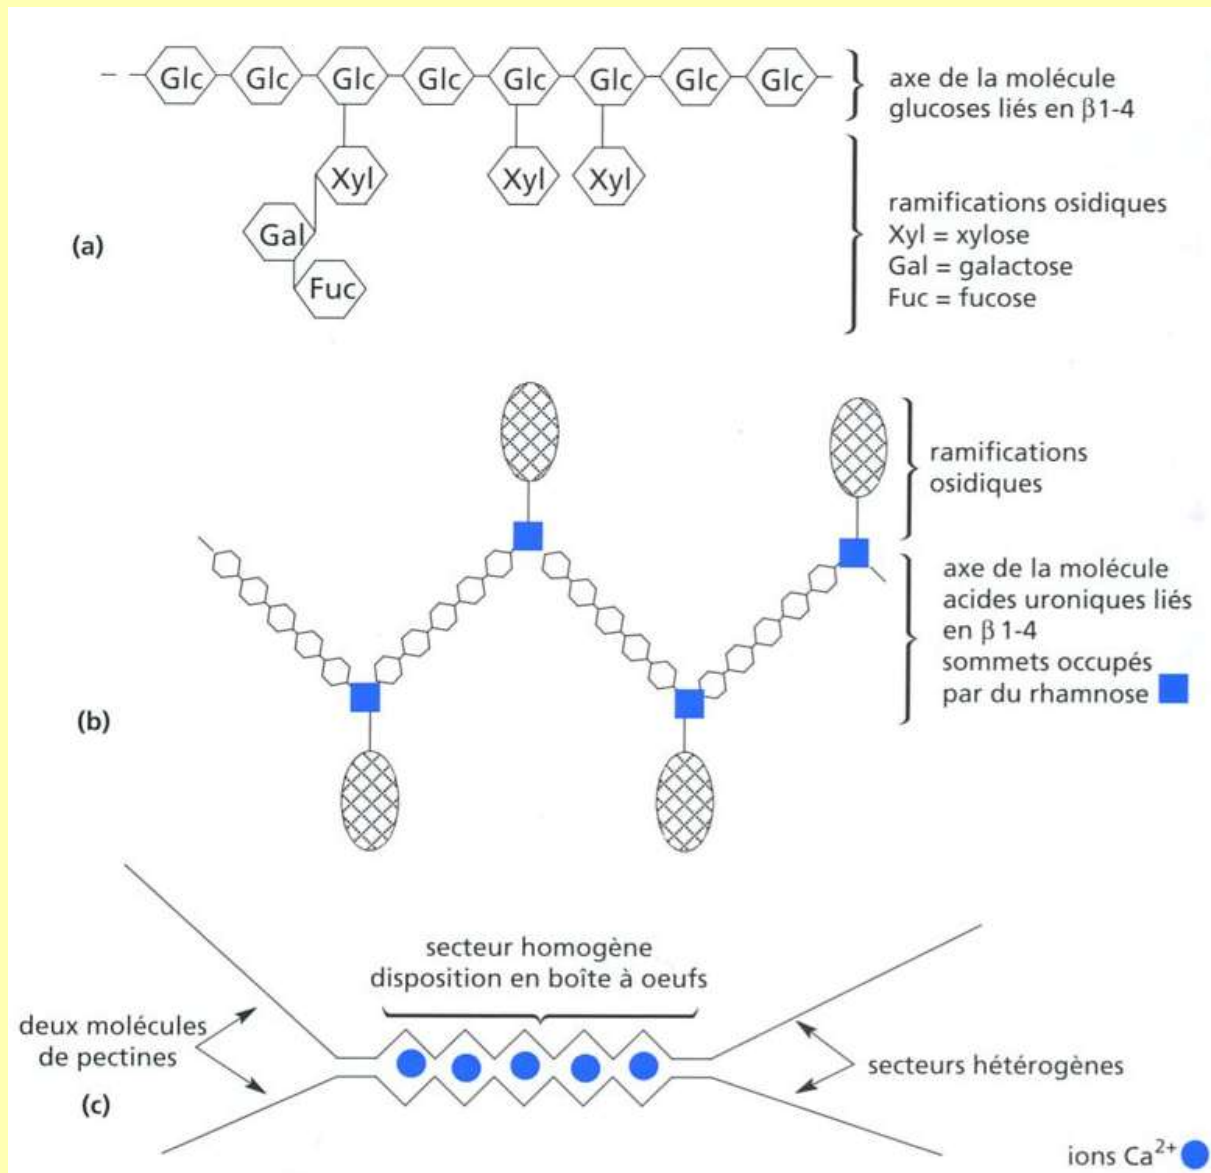 Glc Glc Glc Glc Glc Glc Glc Glc
axe de la molécule
glucoses liés en β1-4
Xyl Xyl Xyl
Gal
Fuc
(a)
ramifications osidiques
Xyl = xylose
Gal = galactose
Fuc = fucose
ramifications
osidiques
axe de la molécule
acides uroniques liés
en β 1-4
sommets occupés
par du rhamnose
(b)
secteur homogène
disposition en boîte à oeufs
deux molécules
de pectines
secteurs hétérogènes
(c)
ions Ca²⁺